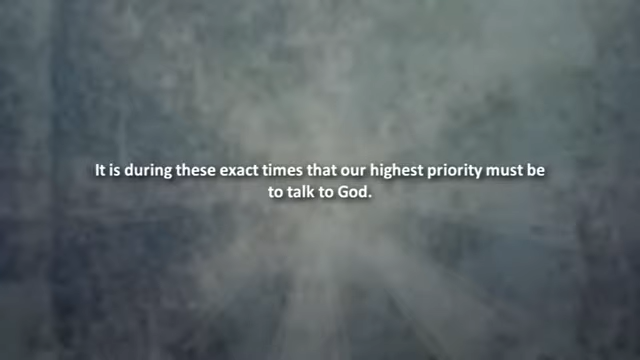 It is during these exact times that our highest priority must be
to talk to God.